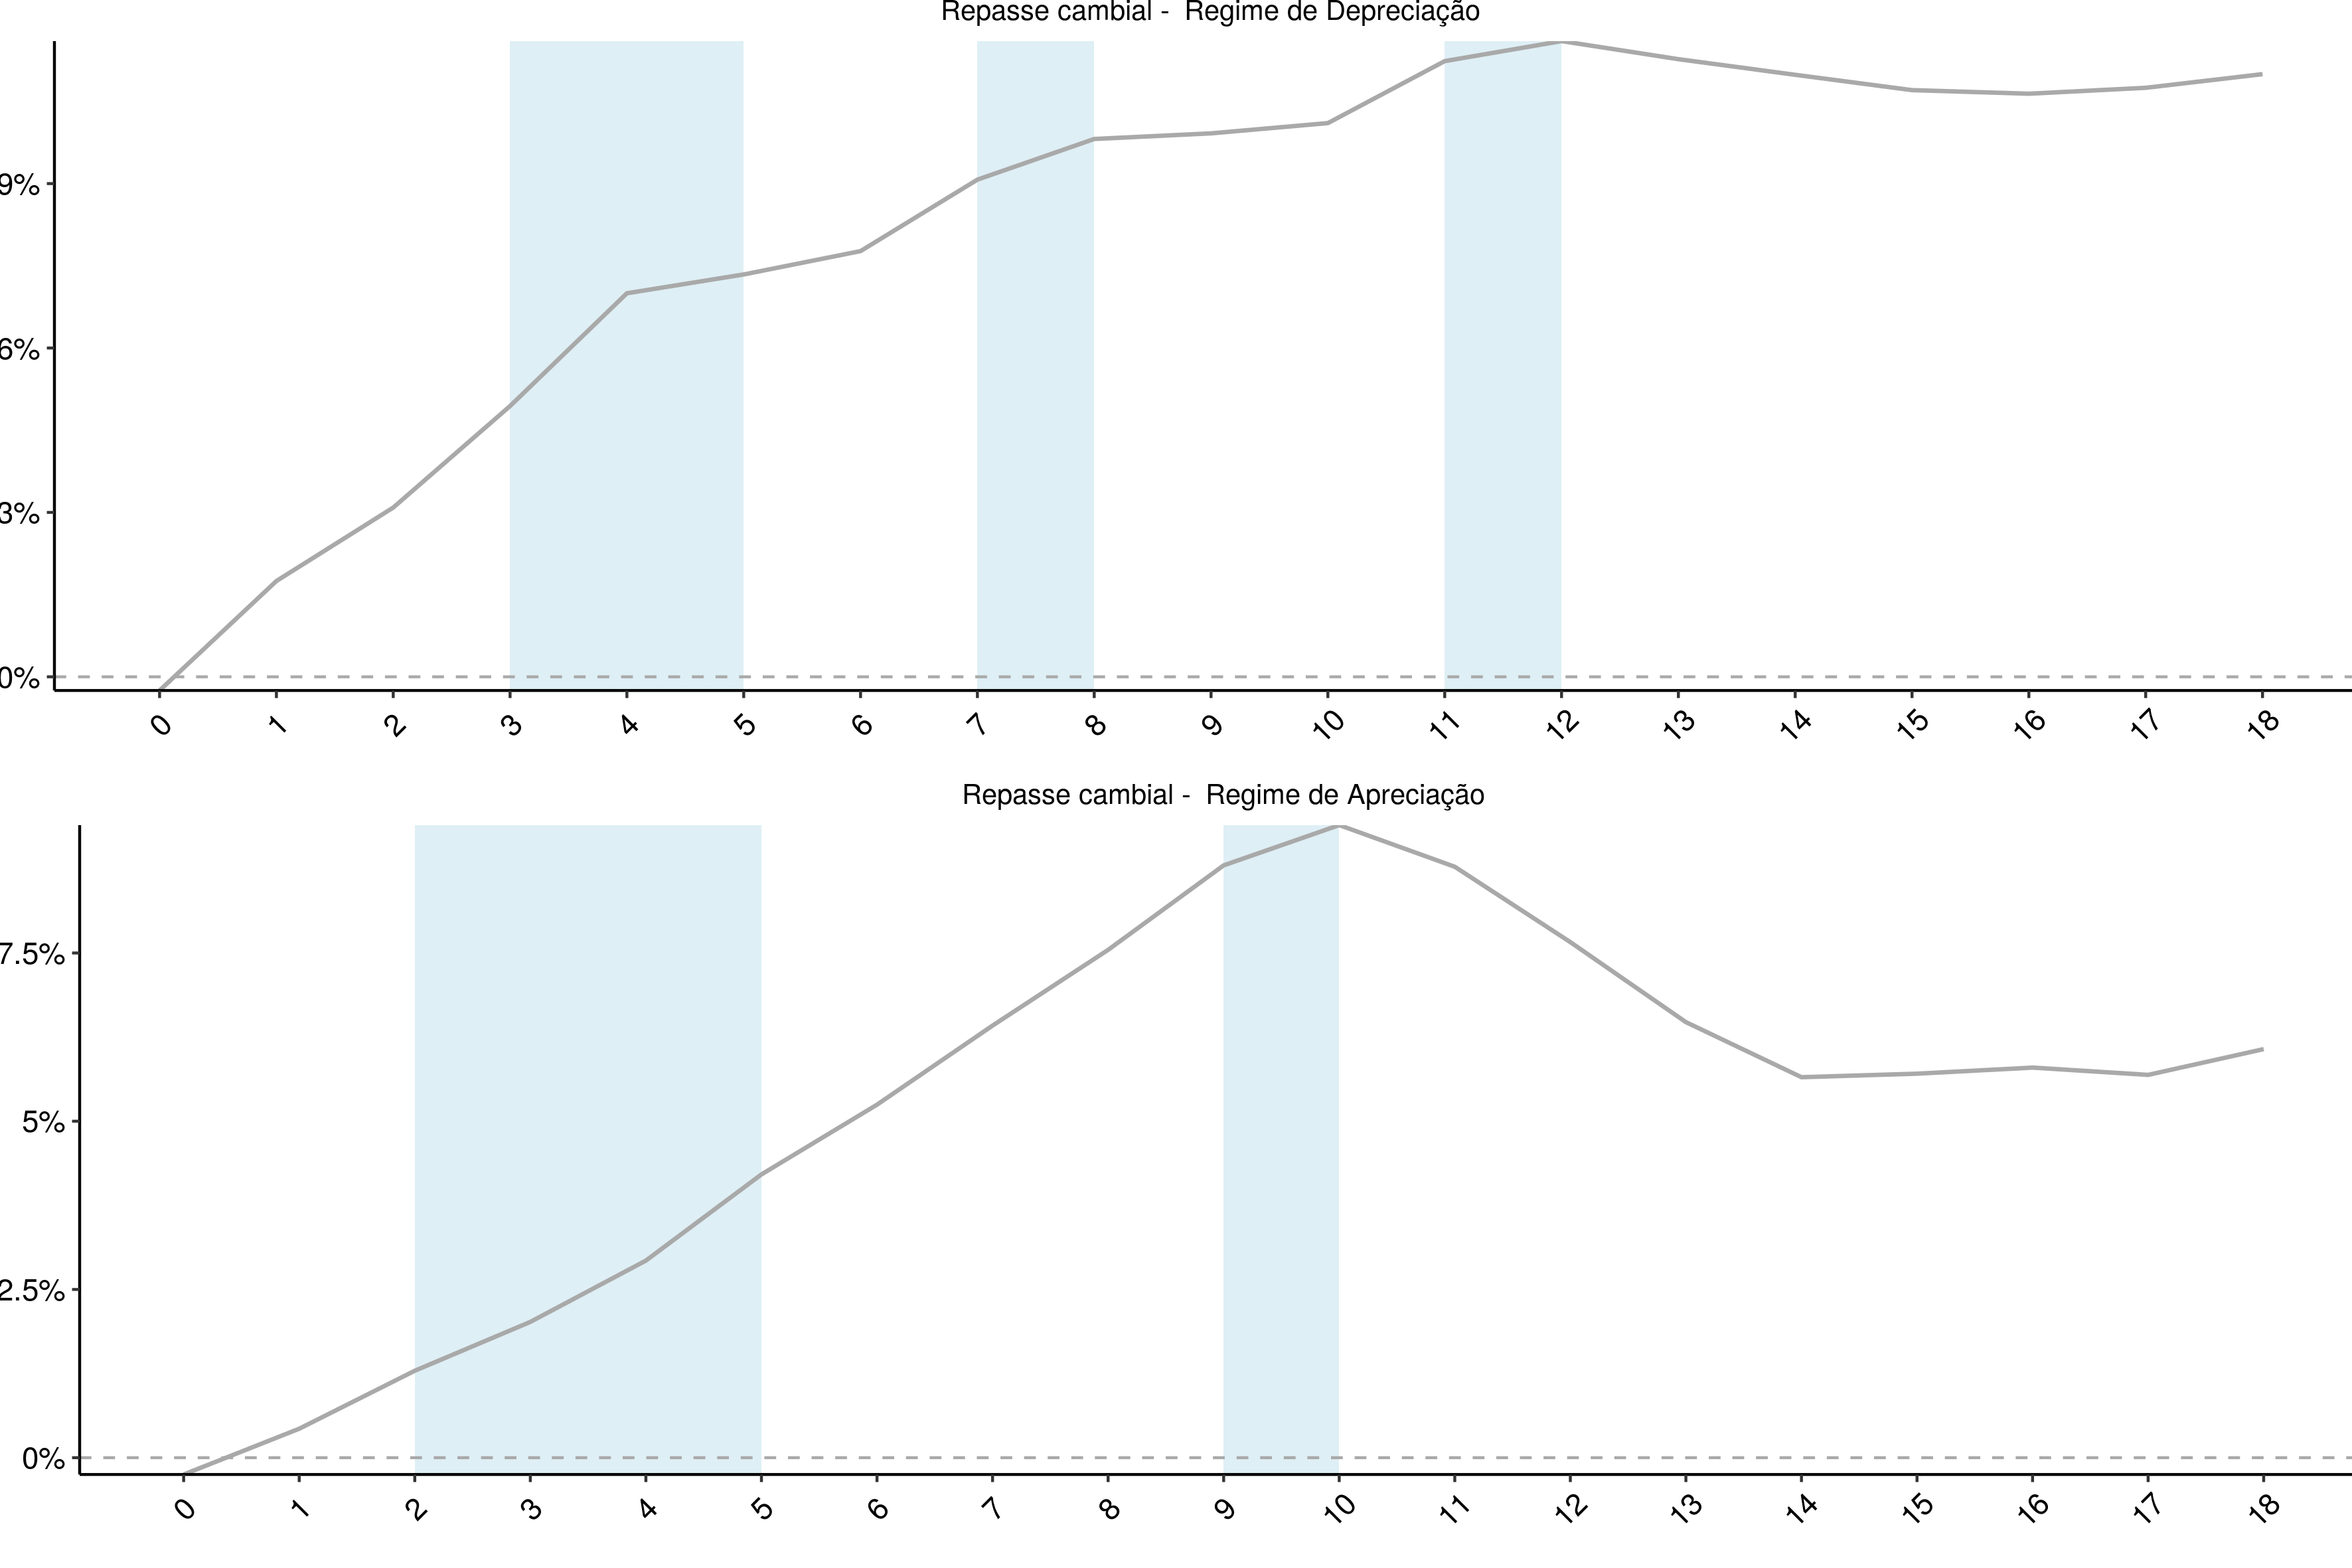 Repasse cambial -  Regime de Depreciação
9%
6%
3%
0%
0 1 2 3 4 5 6 7 8 9 10 11 12 13 14 15 16 17 18
Repasse cambial -  Regime de Apreciação
7.5%
5%
2.5%
0%
0 1 2 3 4 5 6 7 8 9 10 11 12 13 14 15 16 17 18